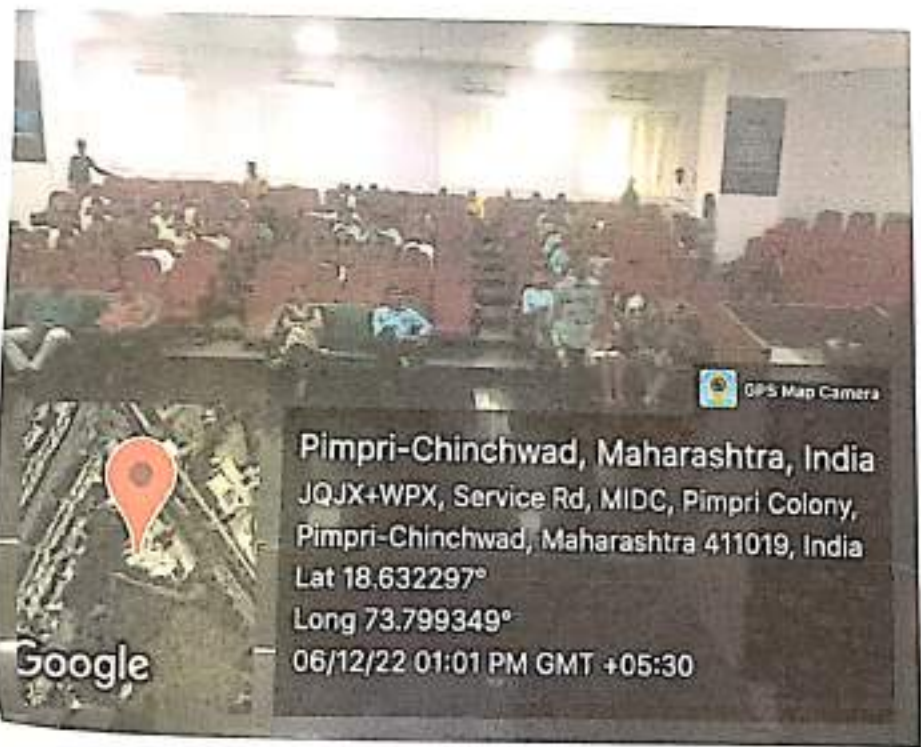 GPS Map Camera
Pimpri-Chinchwad, Maharashtra, India
JQJX+WPX, Service Rd, MIDC, Pimpri Colony,
Pimpri-Chinchwad, Maharashtra 411019, India
Lat 18.632297°
Long 73.799349°
06/12/22 01:01 PM GMT +05:30
Google